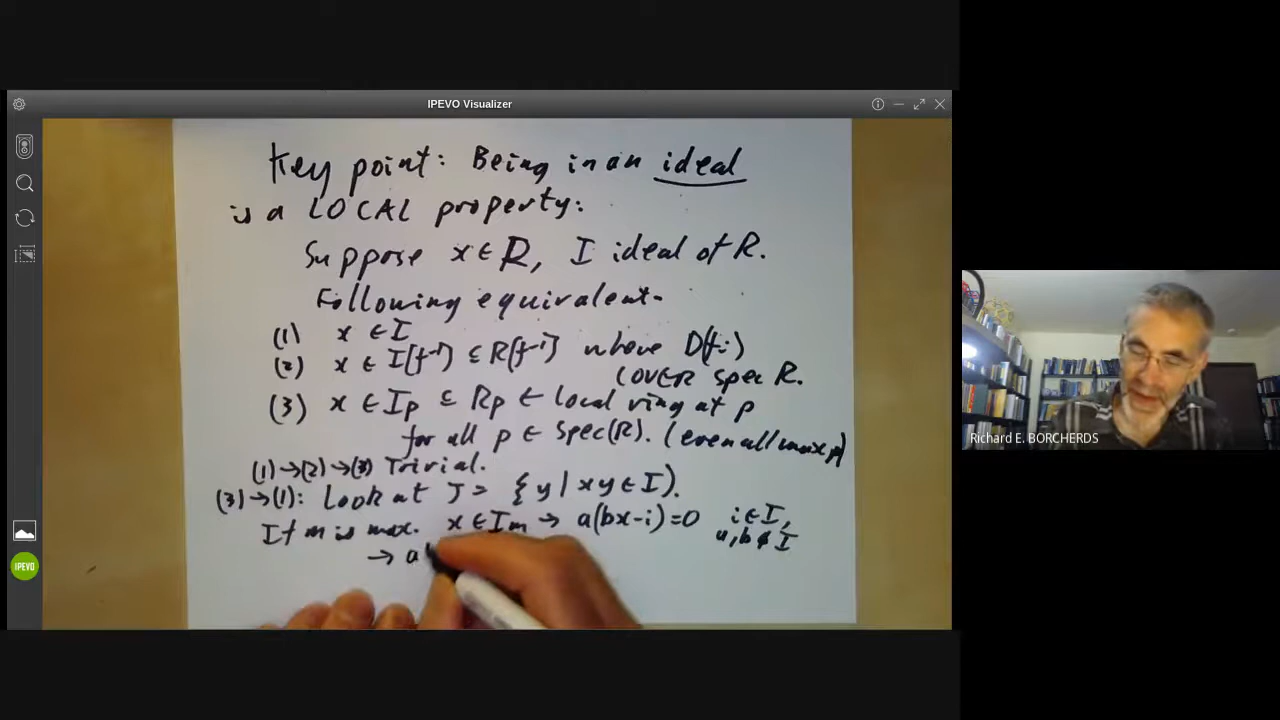 IPEVO Visualizer
Key point: Being in an ideal
is a LOCAL property:
Suppose x ∈ R, I ideal of R.
Following equivalent.
(1) x ∈ I
(2) x ∈ I[f⁻¹] ⊆ R[f⁻¹] where D(fi)
COVER Spec R.
(3) x ∈ Ip ⊆ Rp ← local ring at p
for all p ∈ Spec(R). (even all max p)
(1)→(2)→(3) Trivial.
(3)→(1): Look at J = {y | xy ∈ I}.
If m is max. x ∈ Im → a(bx-i)=0 i ∈ I,
a, b ∉ I
→ a
Richard E. BORCHERDS
IPEVO